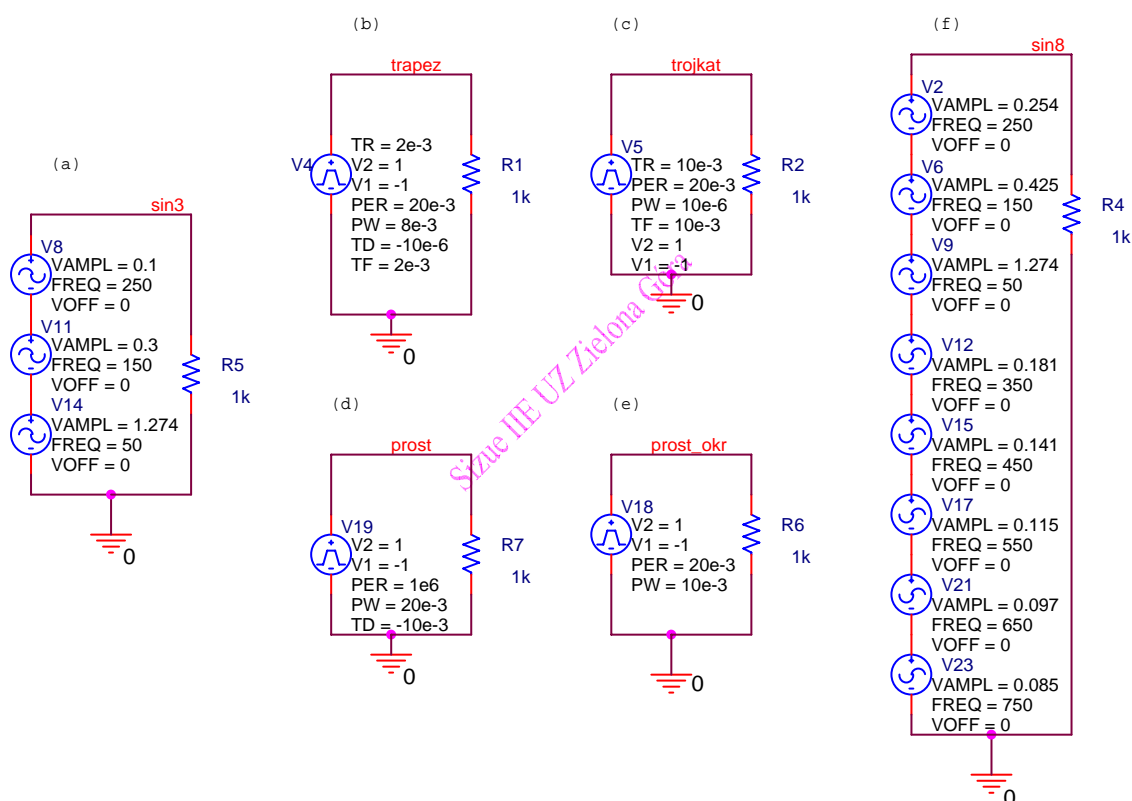 (a)
sin3
V8
VAMPL = 0.1
FREQ = 250
VOFF = 0
V11
VAMPL = 0.3
FREQ = 150
VOFF = 0
V14
VAMPL = 1.274
FREQ = 50
VOFF = 0
R5
1k
0
(b)
trapez
V4
TR = 2e-3
V2 = 1
V1 = -1
PER = 20e-3
PW = 8e-3
TD = -10e-6
TF = 2e-3
R1
1k
0
(c)
trojkat
V5
TR = 10e-3
PER = 20e-3
PW = 10e-6
TF = 10e-3
V2 = 1
V1 = -1
R2
1k
0
(d)
prost
V19
V2 = 1
V1 = -1
PER = 1e6
PW = 20e-3
TD = -10e-3
R7
1k
0
(e)
prost_okr
V18
V2 = 1
V1 = -1
PER = 20e-3
PW = 10e-3
R6
1k
0
(f)
sin8
V2
VAMPL = 0.254
FREQ = 250
VOFF = 0
V6
VAMPL = 0.425
FREQ = 150
VOFF = 0
V9
VAMPL = 1.274
FREQ = 50
VOFF = 0
V12
VAMPL = 0.181
FREQ = 350
VOFF = 0
V15
VAMPL = 0.141
FREQ = 450
VOFF = 0
V17
VAMPL = 0.115
FREQ = 550
VOFF = 0
V21
VAMPL = 0.097
FREQ = 650
VOFF = 0
V23
VAMPL = 0.085
FREQ = 750
VOFF = 0
R4
1k
0
Sizue IIE UZ Zielona Góra